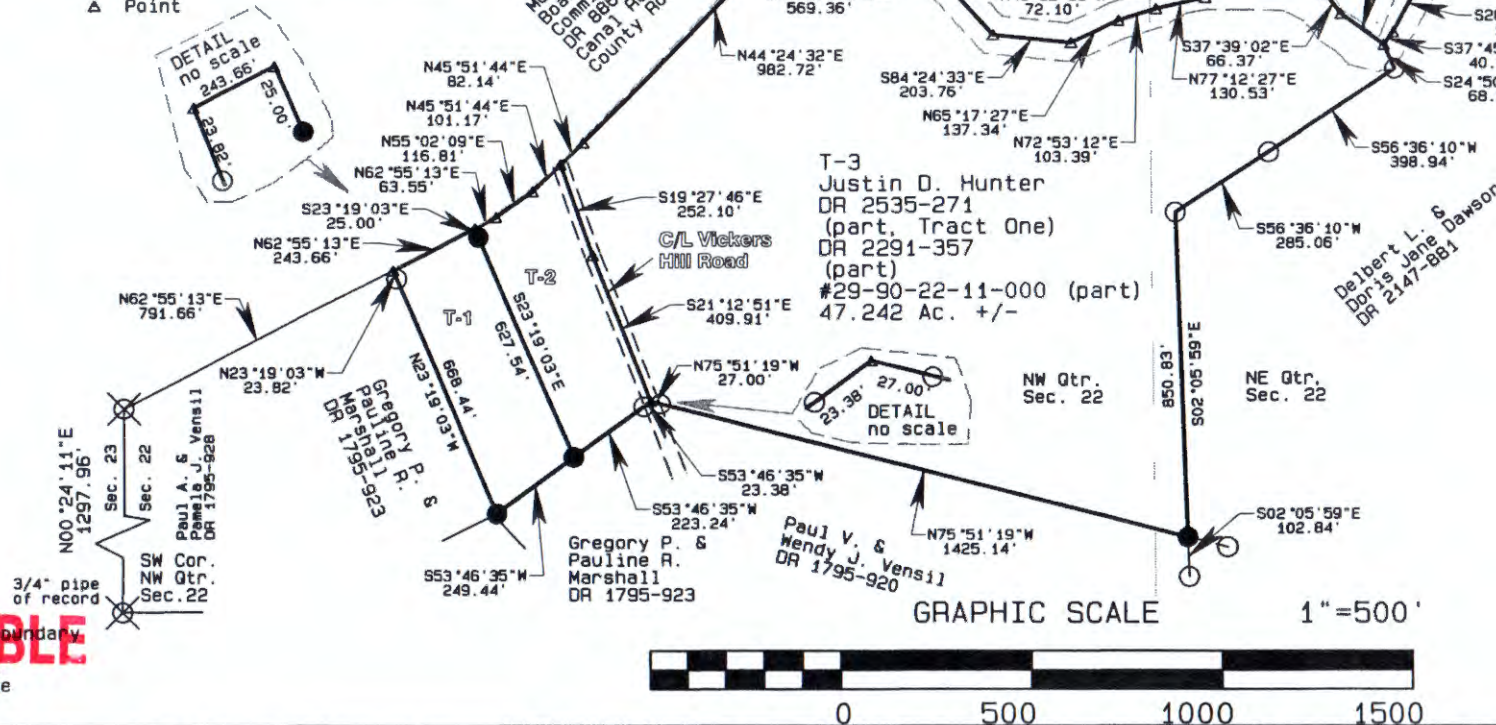 △ Point
DETAIL
no scale
243.66'
25.00'
23.82'
DR 886
Canal R
County Ro
569.36'
72.10'
N44°24'32"E
982.72'
N45°51'44"E
82.14'
N45°51'44"E
101.17'
N55°02'09"E
116.81'
N62°55'13"E
63.55'
S23°19'03"E
25.00'
N62°55'13"E
243.66'
N62°55'13"E
791.66'
N23°19'03"W
23.82'
S84°24'33"E
203.76'
N65°17'27"E
137.34'
N72°53'12"E
103.39'
N77°12'27"E
130.53'
S37°39'02"E
66.37'
S37°45
40.
S24°50
68.
S56°36'10"W
398.94'
S56°36'10"W
285.06'
Delbert L. &
Doris Jane Dawson
DR 2147-881
T-3
Justin D. Hunter
DR 2535-271
(part, Tract One)
DR 2291-357
(part)
#29-90-22-11-000 (part)
47.242 Ac. +/-
S19°27'46"E
252.10'
C/L Vickers
Hill Road
S21°12'51"E
409.91'
T-2
T-1
S23°19'03"E
627.54'
668.44'
N23°19'03"W
Gregory P. &
Pauline R.
Marshall
DR 1795-923
N75°51'19"W
27.00'
23.38'
27.00'
DETAIL
no scale
NW Qtr.
Sec. 22
NE Qtr.
Sec. 22
850.83'
S02°05'59"E
N00°24'11"E
1297.96'
Sec. 23
Sec. 22
Paul A. &
Pamela J. Vensil
DR 1795-928
SW Cor.
NW Qtr.
Sec.22
3/4" pipe
of record
S53°46'35"W
23.38'
S53°46'35"W
223.24'
S53°46'35"W
249.44'
Gregory P. &
Pauline R.
Marshall
DR 1795-923
Paul V. &
Wendy J. Vensil
DR 1795-920
N75°51'19"W
1425.14'
S02°05'59"E
102.84'
oundary
BLE
e
GRAPHIC SCALE 1"=500'
0 500 1000 1500